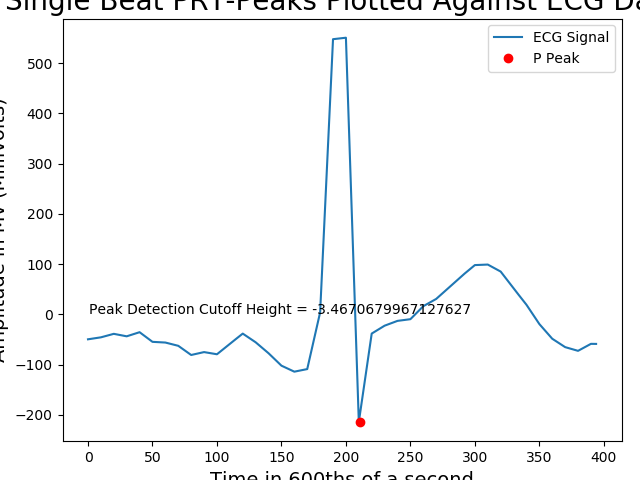 Single Beat PRT-Peaks Plotted Against ECG Da
ECG Signal
P Peak
Amplitude in MV (Millivolts)
500
400
300
200
100
0
−100
−200
Peak Detection Cutoff Height = -3.4670679967127627
0 50 100 150 200 250 300 350 400
Time in 600ths of a second